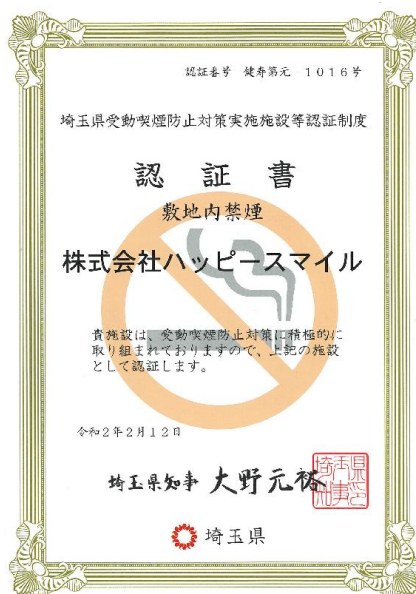 認証番号 健寿第元 1016号
埼玉県受動喫煙防止対策実施施設等認証制度
認証書
敷地内禁煙
株式会社ハッピースマイル
貴施設は、受動喫煙防止対策に積極的に
取り組まれておりますので、上記の施設
として認証します。
令和2年2月12日
埼玉県知事 大野元裕
埼玉県